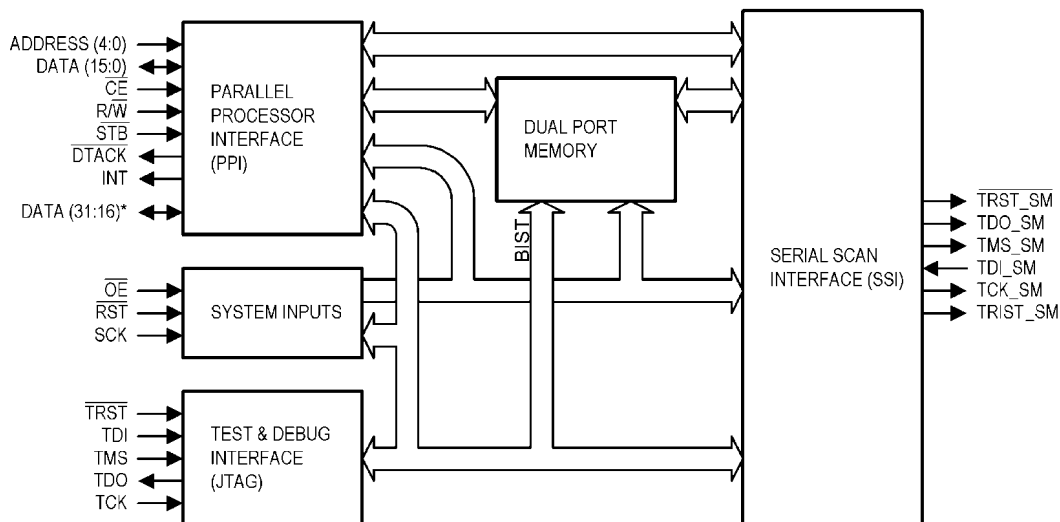 ADDRESS (4:0)
DATA (15:0)
CE
R/W
STB
DTACK
INT
DATA (31:16)*
PARALLEL
PROCESSOR
INTERFACE
(PPI)
DUAL PORT
MEMORY
BIST
OE
RST
SCK
SYSTEM INPUTS
TRST
TDI
TMS
TDO
TCK
TEST & DEBUG
INTERFACE
(JTAG)
SERIAL SCAN
INTERFACE (SSI)
TRST_SM
TDO_SM
TMS_SM
TDI_SM
TCK_SM
TRIST_SM